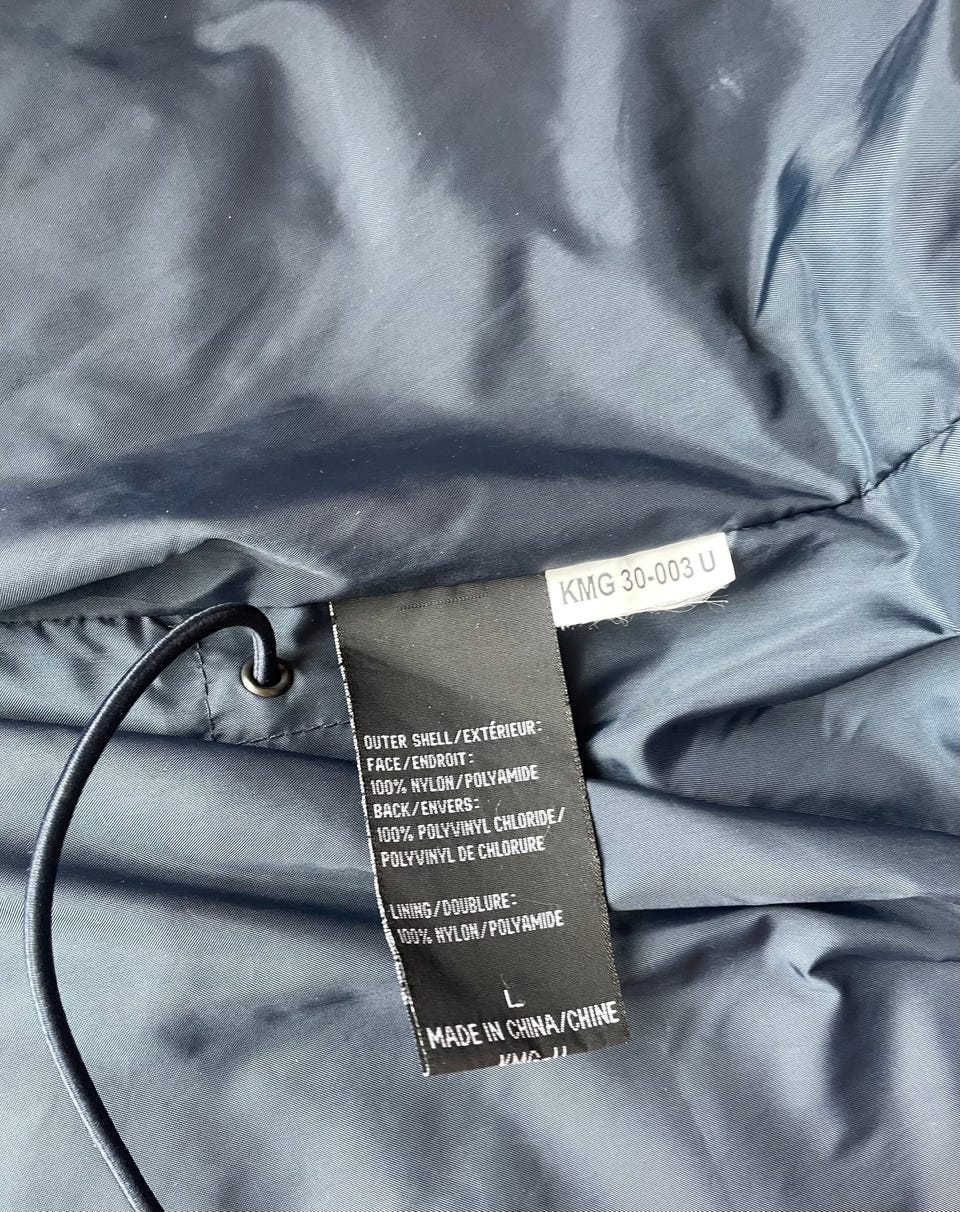 KMG 30-003 U
OUTER SHELL/EXTÉRIEUR:
FACE/ENDROIT:
100% NYLON/POLYAMIDE
BACK/ENVERS:
100% POLYVINYL CHLORIDE/
POLYVINYL DE CHLORURE
LINING/DOUBLURE:
100% NYLON/POLYAMIDE
L
MADE IN CHINA/CHINE
KMG-U